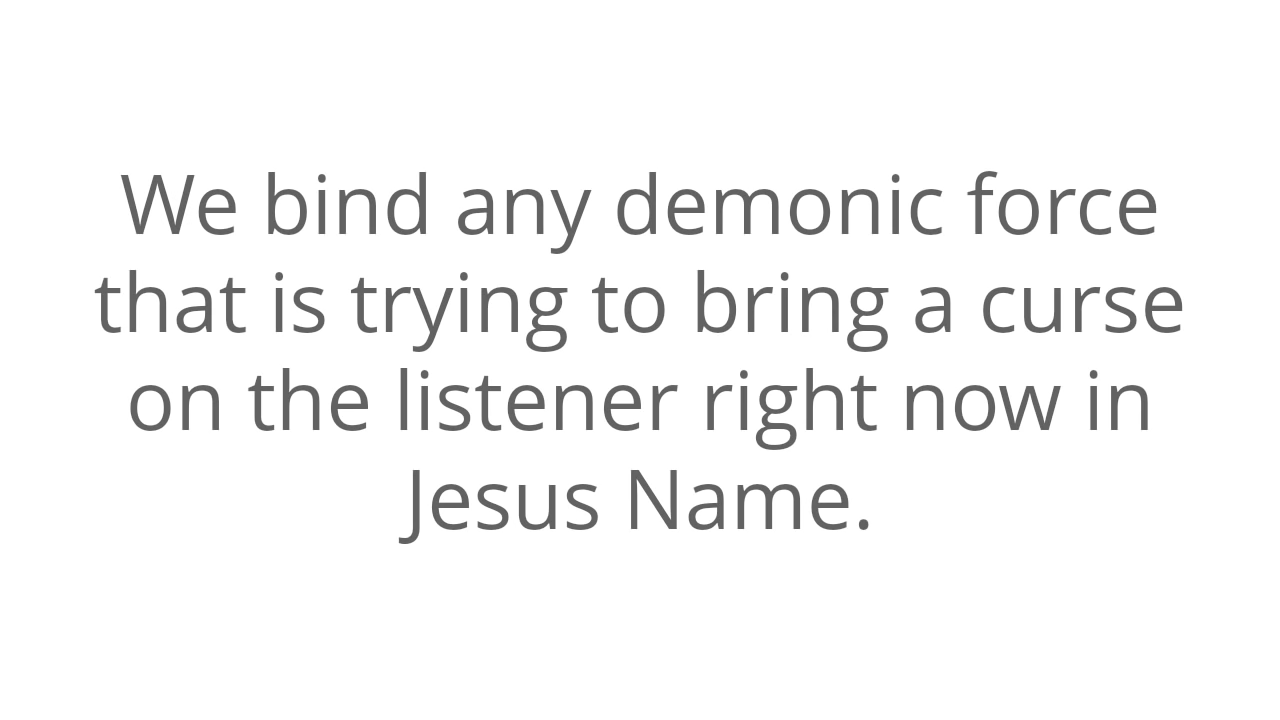 We bind any demonic force
that is trying to bring a curse
on the listener right now in
Jesus Name.